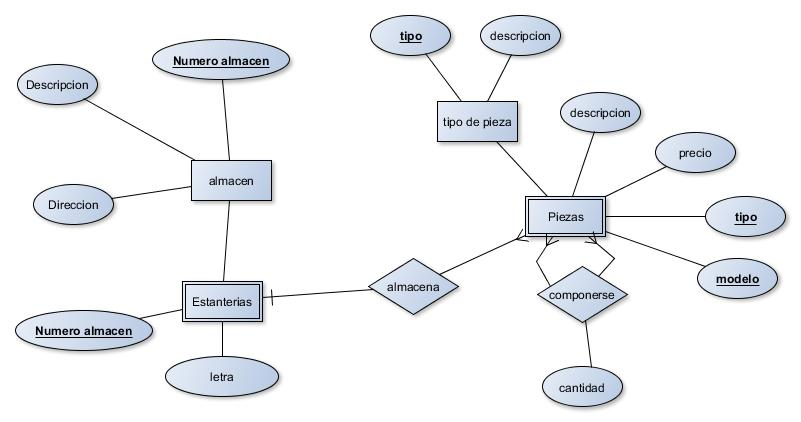 tipo
descripcion
Numero almacen
Descripcion
descripcion
tipo de pieza
precio
almacen
Direccion
Piezas
tipo
modelo
almacena
componerse
Estanterias
Numero almacen
letra
cantidad